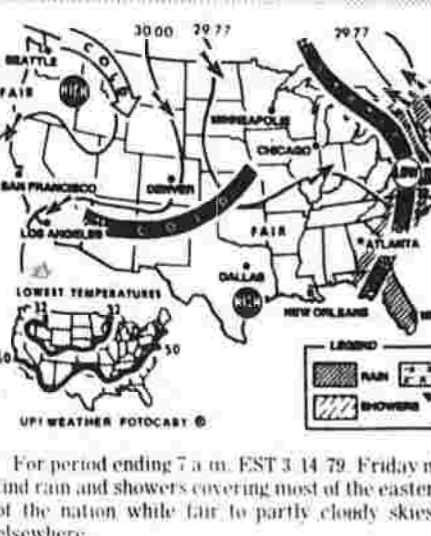 30.00 29.77 29.77
SEATTLE
COLD
FAIR
HIGH
MINNEAPOLIS
CHICAGO
LOW
SAN FRANCISCO
DENVER
COLD
LOS ANGELES
FAIR
ATLANTA
DALLAS
HIGH
NEW ORLEANS
LOWEST TEMPERATURES
32 32
50
LEGEND
RAIN
SHOWERS
UPI WEATHER FOTOCAST ©
For period ending 7 a.m. EST 3 14 79. Friday
ind rain and showers covering most of the easter
of the nation while fair to partly cloudy skies
elsewhere